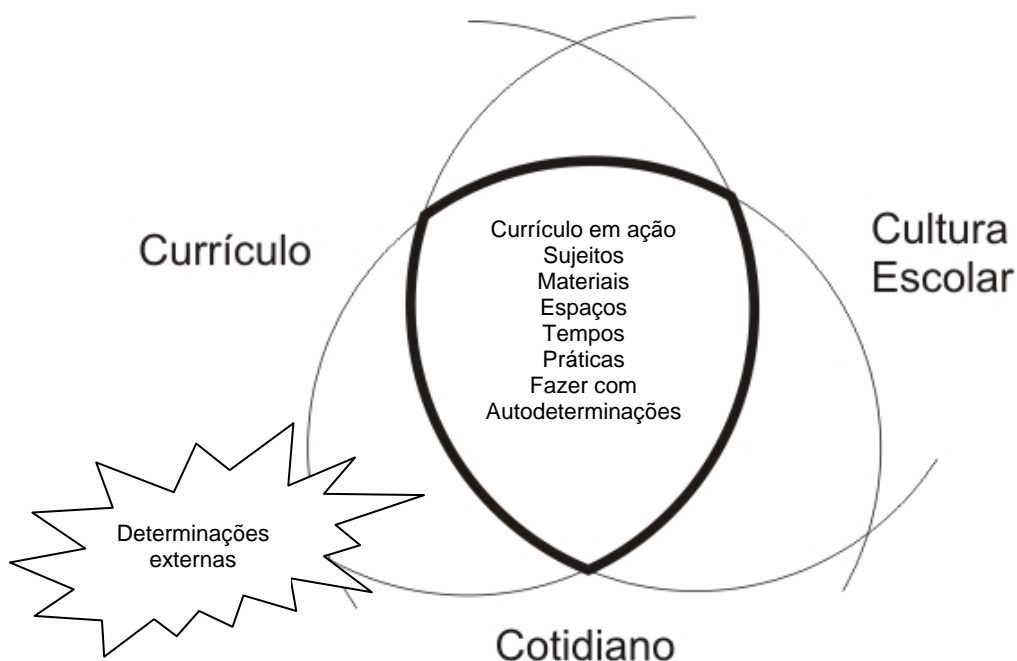 Currículo
Cultura
Escolar
Currículo em ação
Sujeitos
Materiais
Espaços
Tempos
Práticas
Fazer com
Autodeterminações
Determinações
externas
Cotidiano